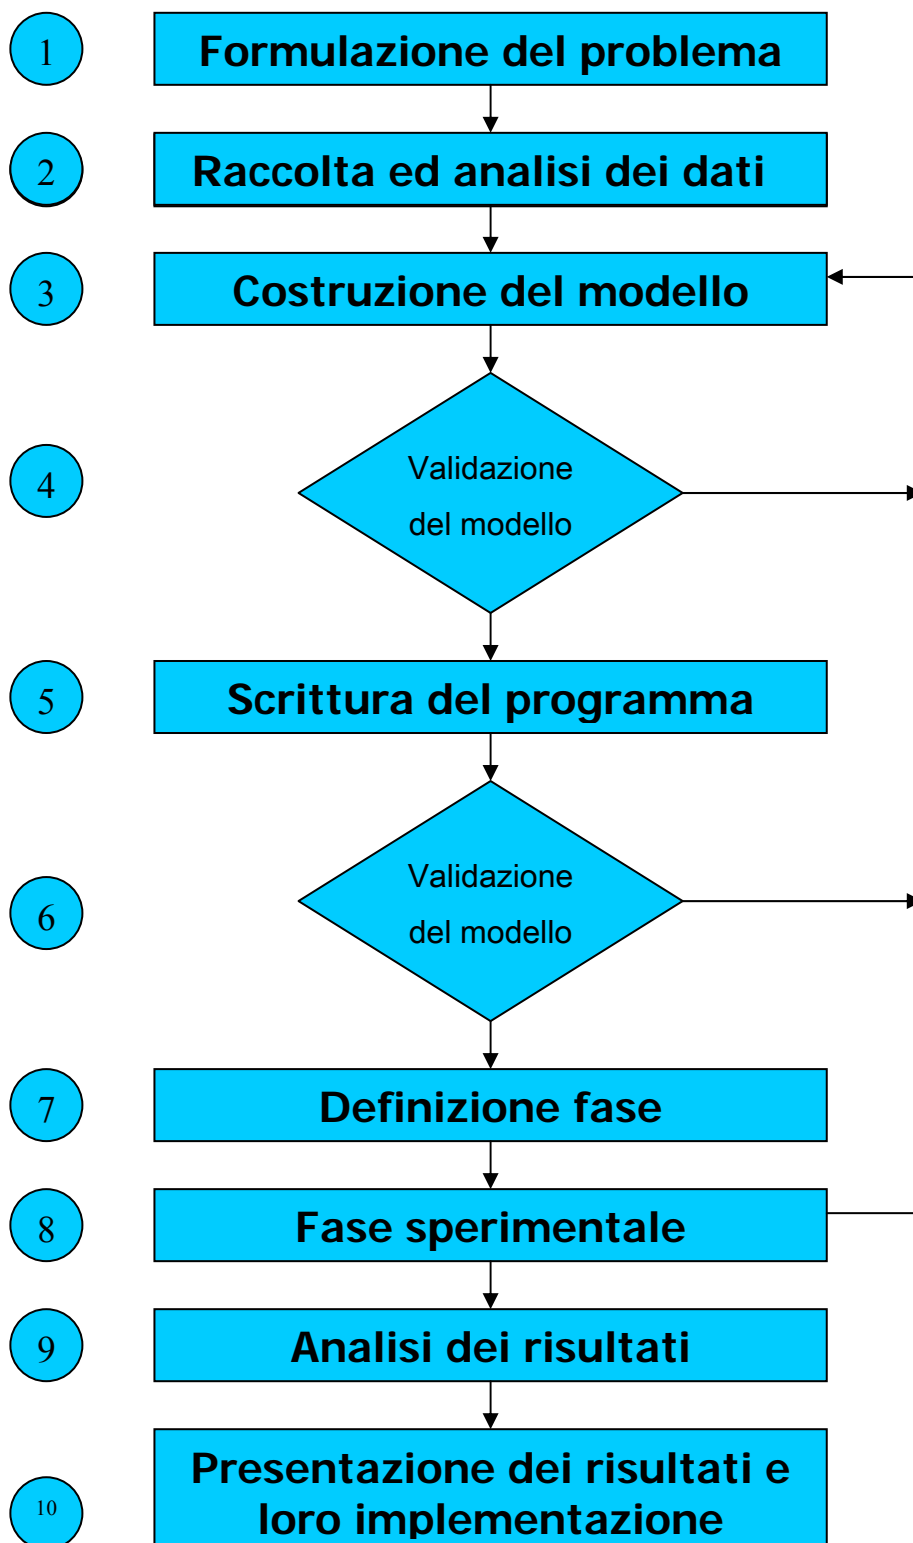 1
Formulazione del problema
2
Raccolta ed analisi dei dati
3
Costruzione del modello
4
Validazione
del modello
5
Scrittura del programma
6
Validazione
del modello
7
Definizione fase
8
Fase sperimentale
9
Analisi dei risultati
10
Presentazione dei risultati e
loro implementazione